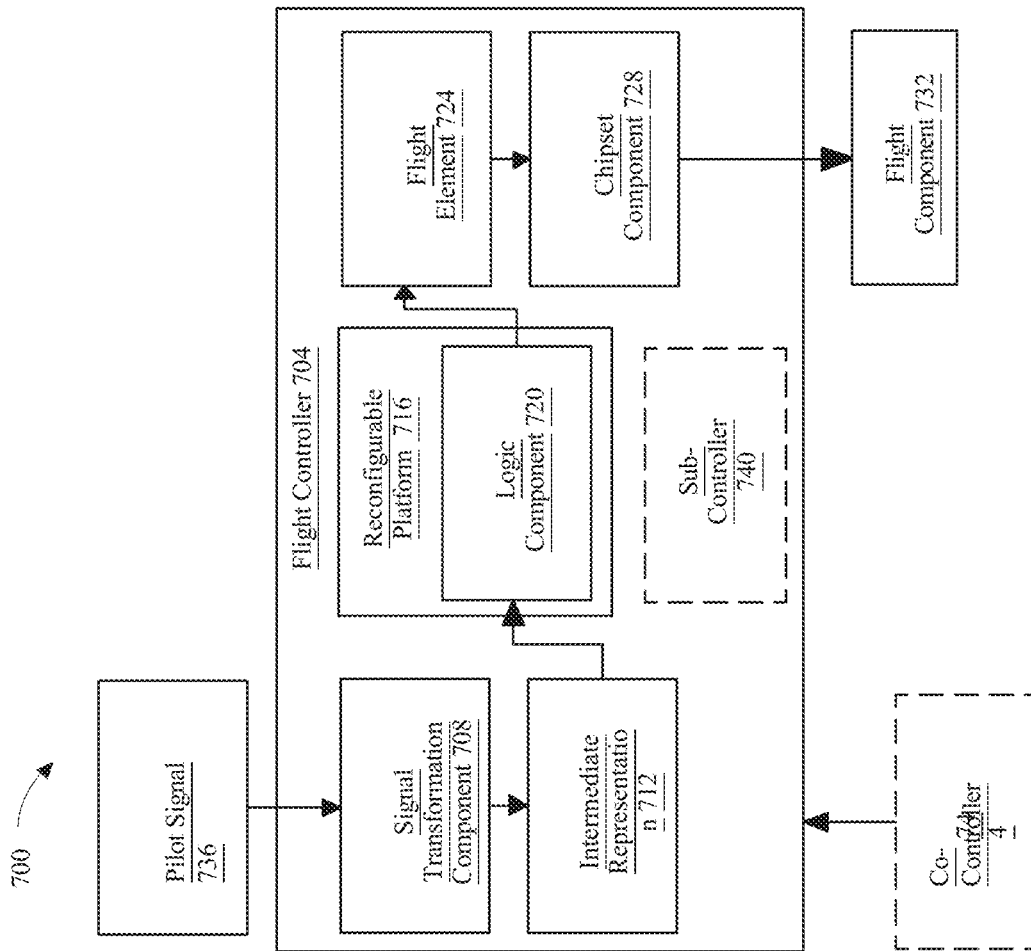 700
Pilot Signal
736
Flight Controller 704
Signal
Transformation
Component 708
Intermediate
Representatio
n 712
Reconfigurable
Platform 716
Logic
Component 720
Flight
Element 724
Chipset
Component 728
Sub-
Controller
740
Flight
Component 732
Co-
Controller
4